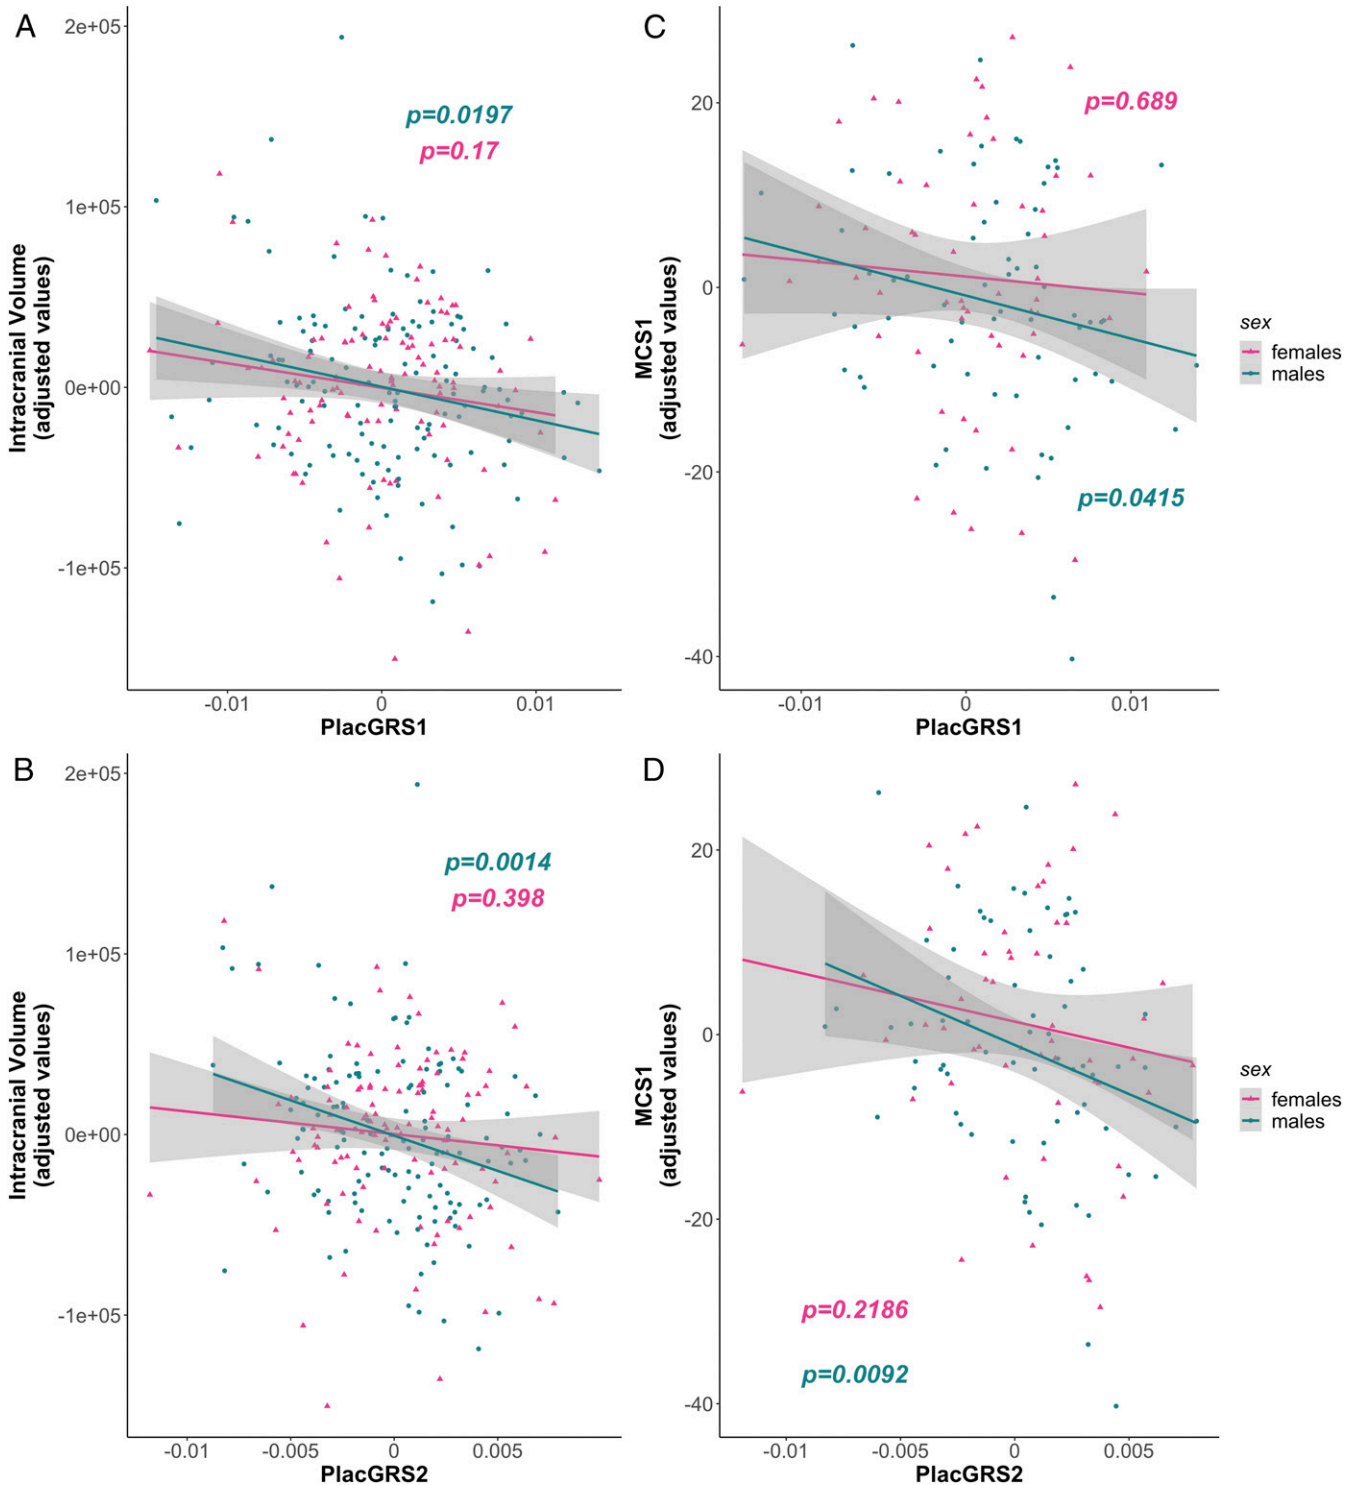 A
2e+05
1e+05
0e+00
-1e+05
Intracranial Volume
(adjusted values)
p=0.0197
p=0.17
-0.01
0
0.01
PlacGRS1
C
20
0
-20
-40
MCS1
(adjusted values)
p=0.689
p=0.0415
-0.01
0
0.01
PlacGRS1
sex
females
males
B
2e+05
1e+05
0e+00
-1e+05
Intracranial Volume
(adjusted values)
p=0.0014
p=0.398
-0.01
-0.005
0
0.005
PlacGRS2
D
20
0
-20
-40
MCS1
(adjusted values)
p=0.2186
p=0.0092
-0.01
-0.005
0
0.005
PlacGRS2
sex
females
males